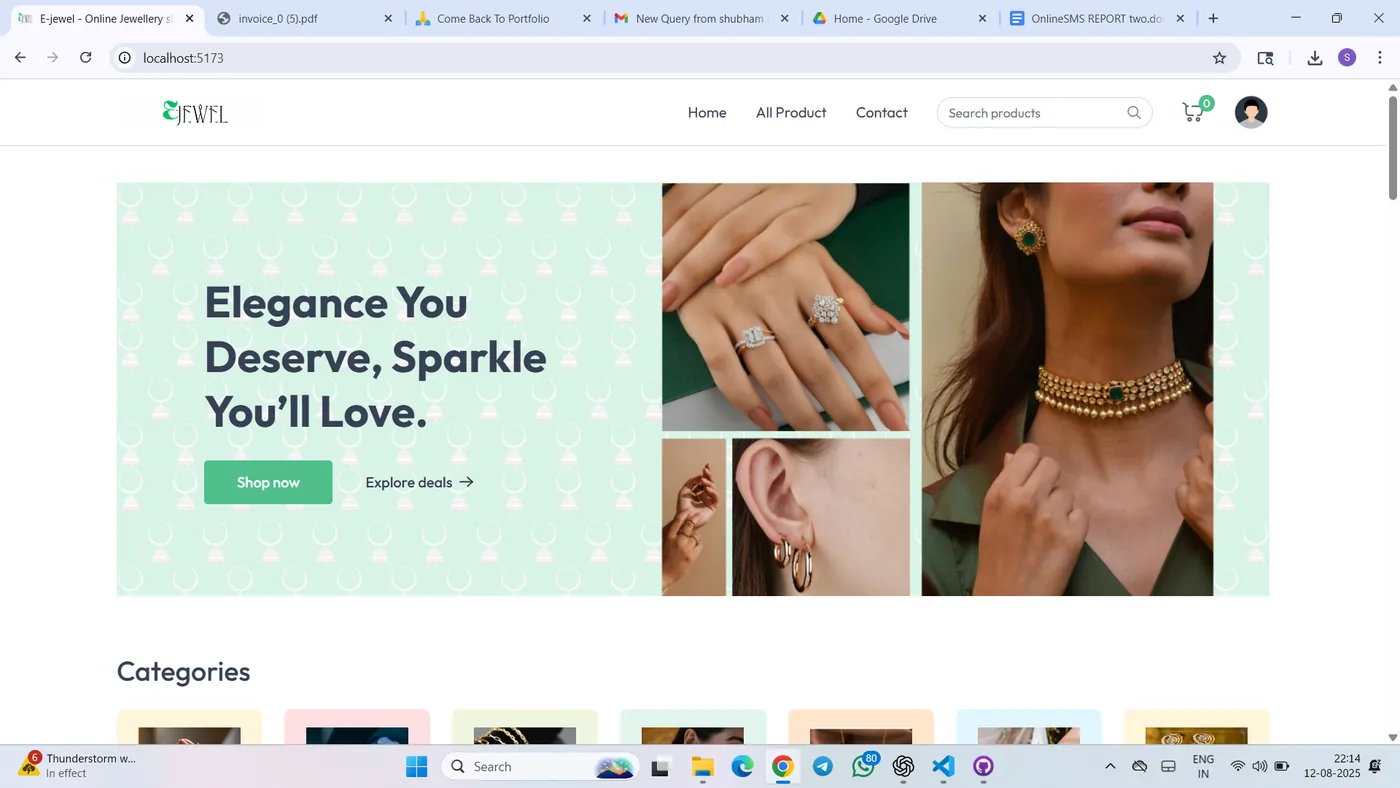 E-jewel - Online Jewellery s
invoice_0 (5).pdf
Come Back To Portfolio
New Query from shubham
Home - Google Drive
OnlineSMS REPORT two.do
localhost:5173
S
EJEWEL
Home
All Product
Contact
Search products
0
Elegance You
Deserve, Sparkle
You'll Love.
Shop now
Explore deals →
Categories
6
Thunderstorm w...
In effect
Search
80
ENG
IN
22:14
12-08-2025